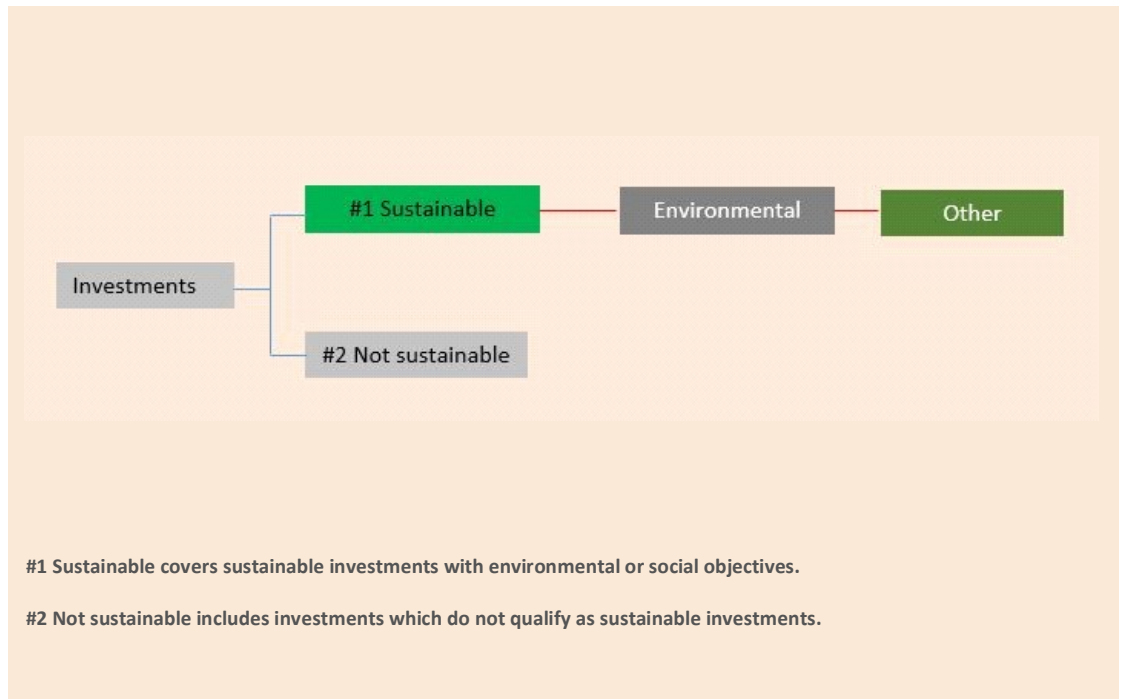 #1 Sustainable
Environmental
Other
Investments
#2 Not sustainable
#1 Sustainable covers sustainable investments with environmental or social objectives.
#2 Not sustainable includes investments which do not qualify as sustainable investments.